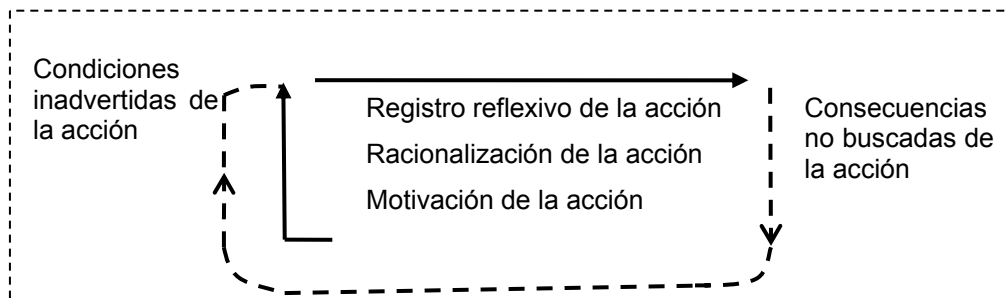 Condiciones
inadvertidas de
la acción
Registro reflexivo de la acción
Racionalización de la acción
Motivación de la acción
Consecuencias
no buscadas de
la acción